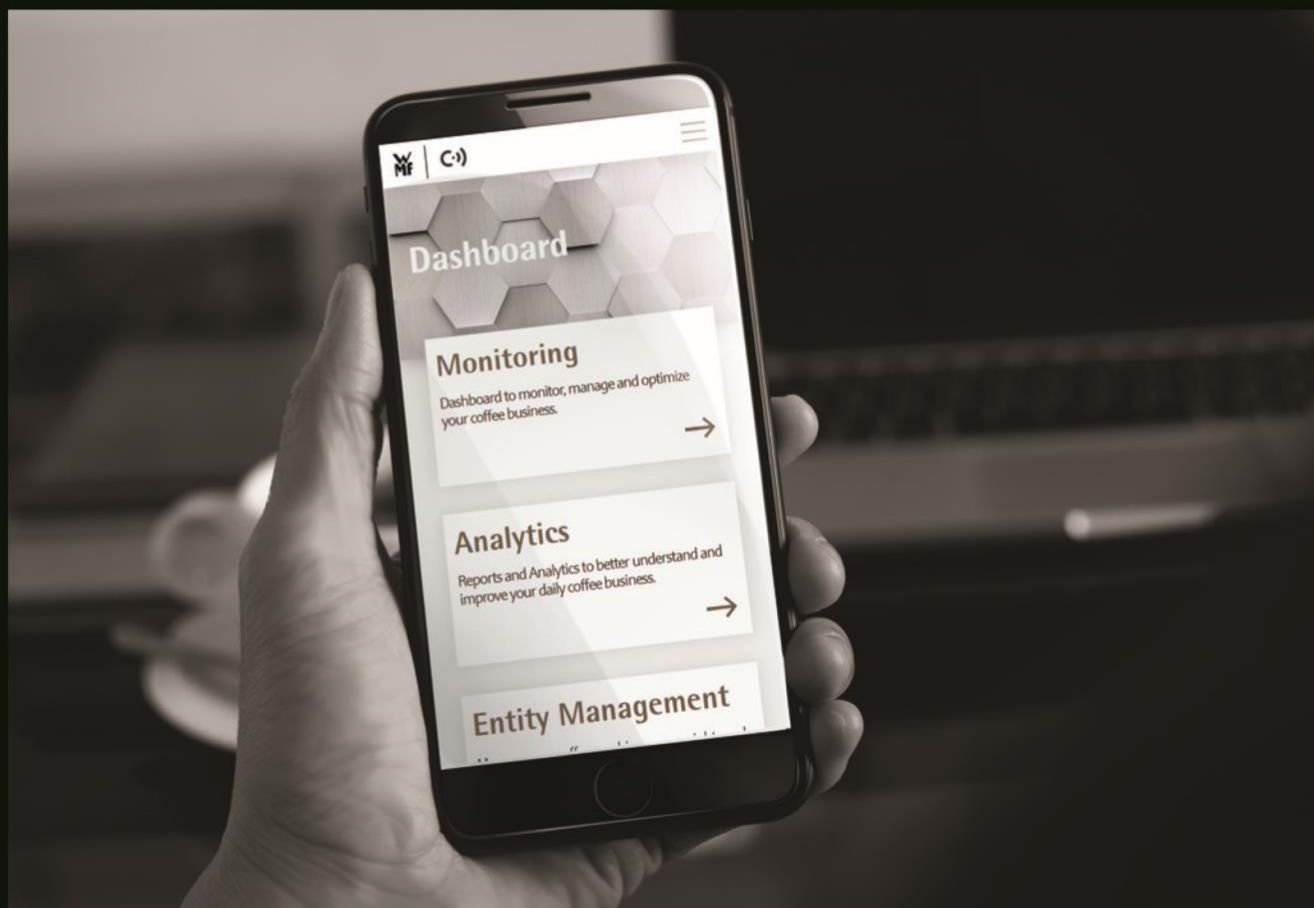 WMF
Dashboard
Monitoring
Dashboard to monitor, manage and optimize
your coffee business.
Analytics
Reports and Analytics to better understand and
improve your daily coffee business.
Entity Management